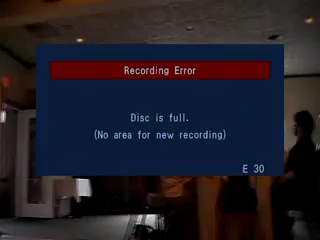 Recording Error
Disc is full.
(No area for new recording)
E 30